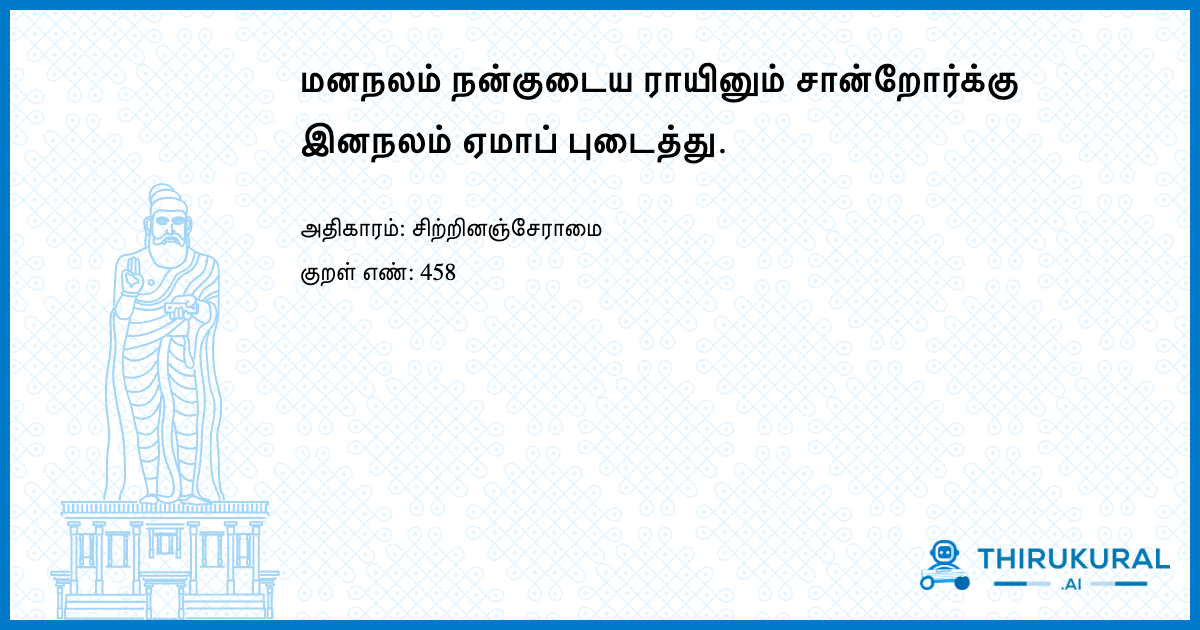 மனநலம் நன்குடைய ராயினும் சான்றோர்க்கு
இனநலம் ஏமாப் புடைத்து.
அதிகாரம்: சிற்றினஞ்சேராமை
குறள் எண்: 458
THIRUKURAL
.AI